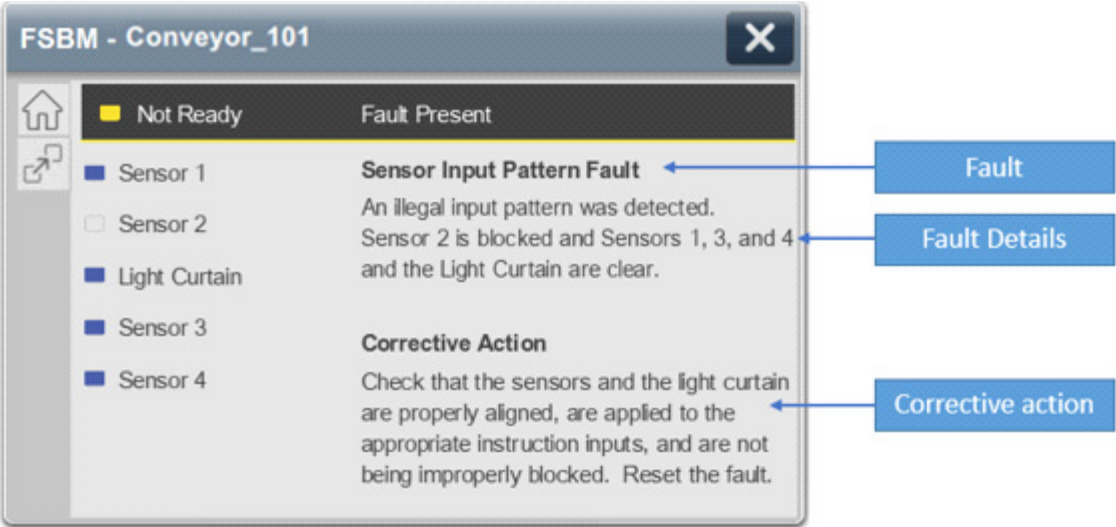 FSBM - Conveyor_101
Not Ready
Fault Present
Sensor 1
Sensor 2
Light Curtain
Sensor 3
Sensor 4
Sensor Input Pattern Fault
An illegal input pattern was detected.
Sensor 2 is blocked and Sensors 1, 3, and 4
and the Light Curtain are clear.
Corrective Action
Check that the sensors and the light curtain
are properly aligned, are applied to the
appropriate instruction inputs, and are not
being improperly blocked.  Reset the fault.
Fault
Fault Details
Corrective action